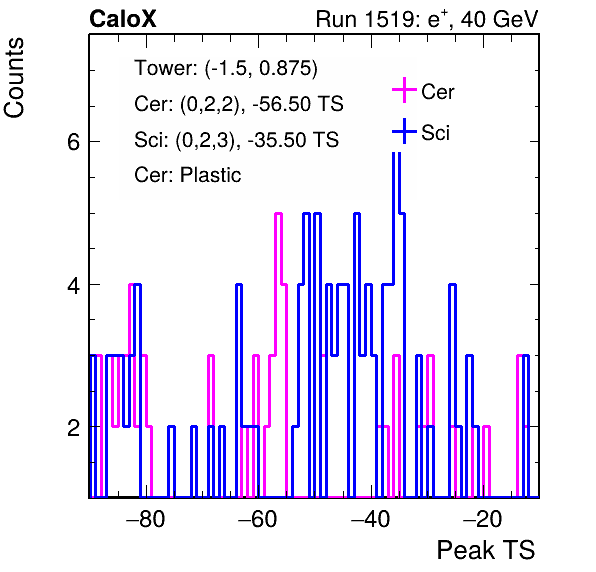 CaloX Run 1519: e⁺, 40 GeV
Counts
Tower: (-1.5, 0.875)
Cer: (0,2,2), -56.50 TS
Sci: (0,2,3), -35.50 TS
Cer: Plastic
Cer
Sci
6
4
2
−80 −60 −40 −20
Peak TS